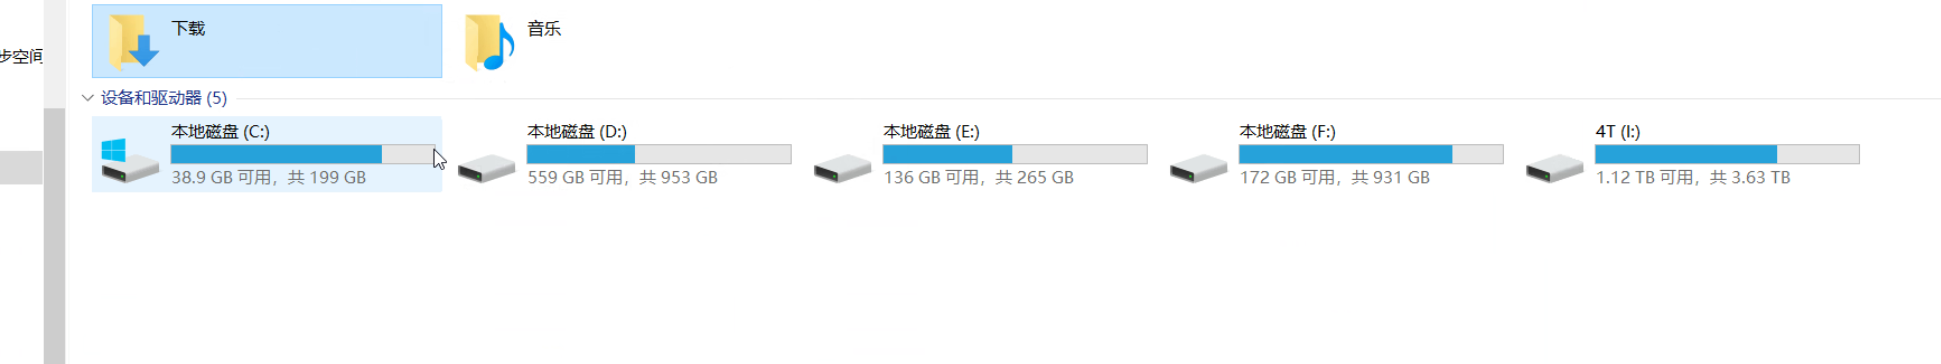 下载
音乐
步空间
设备和驱动器 (5)
本地磁盘 (C:)
38.9 GB 可用，共 199 GB
本地磁盘 (D:)
559 GB 可用，共 953 GB
本地磁盘 (E:)
136 GB 可用，共 265 GB
本地磁盘 (F:)
172 GB 可用，共 931 GB
4T (I:)
1.12 TB 可用，共 3.63 TB